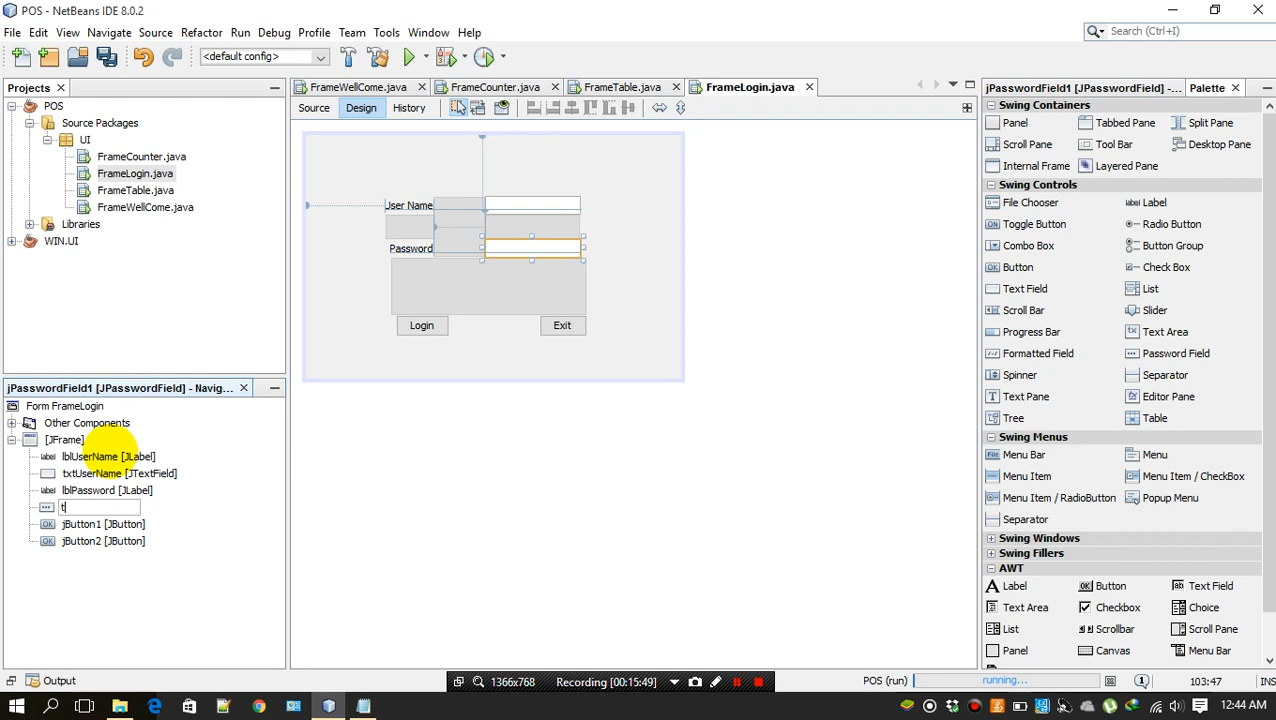 POS - NetBeans IDE 8.0.2
File Edit View Navigate Source Refactor Run Debug Profile Team Tools Window Help
Search (Ctrl+I)
<default config>
Projects
FrameWellCome.java FrameCounter.java FrameTable.java FrameLogin.java
jPasswordField1 [JPasswordField] -... Palette
Source Design History
POS
Source Packages
UI
FrameCounter.java
FrameLogin.java
FrameTable.java
FrameWellCome.java
Libraries
WIN.UI
User Name
Password
Login Exit
jPasswordField1 [JPasswordField] - Navig...
Form FrameLogin
Other Components
[JFrame]
label lblUserName [JLabel]
txtUserName [JTextField]
label lblPassword [JLabel]
t
OK jButton1 [JButton]
OK jButton2 [JButton]
Swing Containers
Panel Tabbed Pane Split Pane
Scroll Pane Tool Bar Desktop Pane
Internal Frame Layered Pane
Swing Controls
File Chooser label Label
Toggle Button Radio Button
Combo Box Button Group
OK Button Check Box
Text Field List
Scroll Bar Slider
Progress Bar Text Area
Formatted Field Password Field
Spinner Separator
Text Pane Editor Pane
Tree Table
Swing Menus
Menu Bar Menu
Menu Item Menu Item / CheckBox
Menu Item / RadioButton Popup Menu
Separator
Swing Windows
Swing Fillers
AWT
A Label OK Button ab Text Field
Text Area Checkbox Choice
List Scrollbar Scroll Pane
Panel Canvas Menu Bar
Output
1366x768 Recording [00:15:49]
POS (run) running... 103:47 INS
12:44 AM